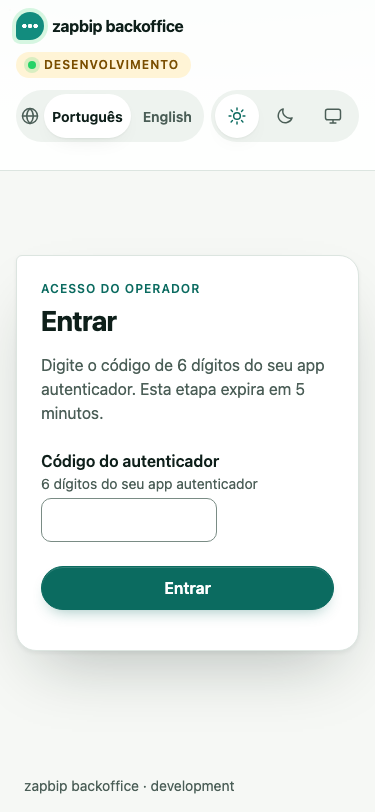 zapbip backoffice
DESENVOLVIMENTO
Português English
ACESSO DO OPERADOR
Entrar
Digite o código de 6 dígitos do seu app
autenticador. Esta etapa expira em 5
minutos.
Código do autenticador
6 dígitos do seu app autenticador
Entrar
zapbip backoffice · development